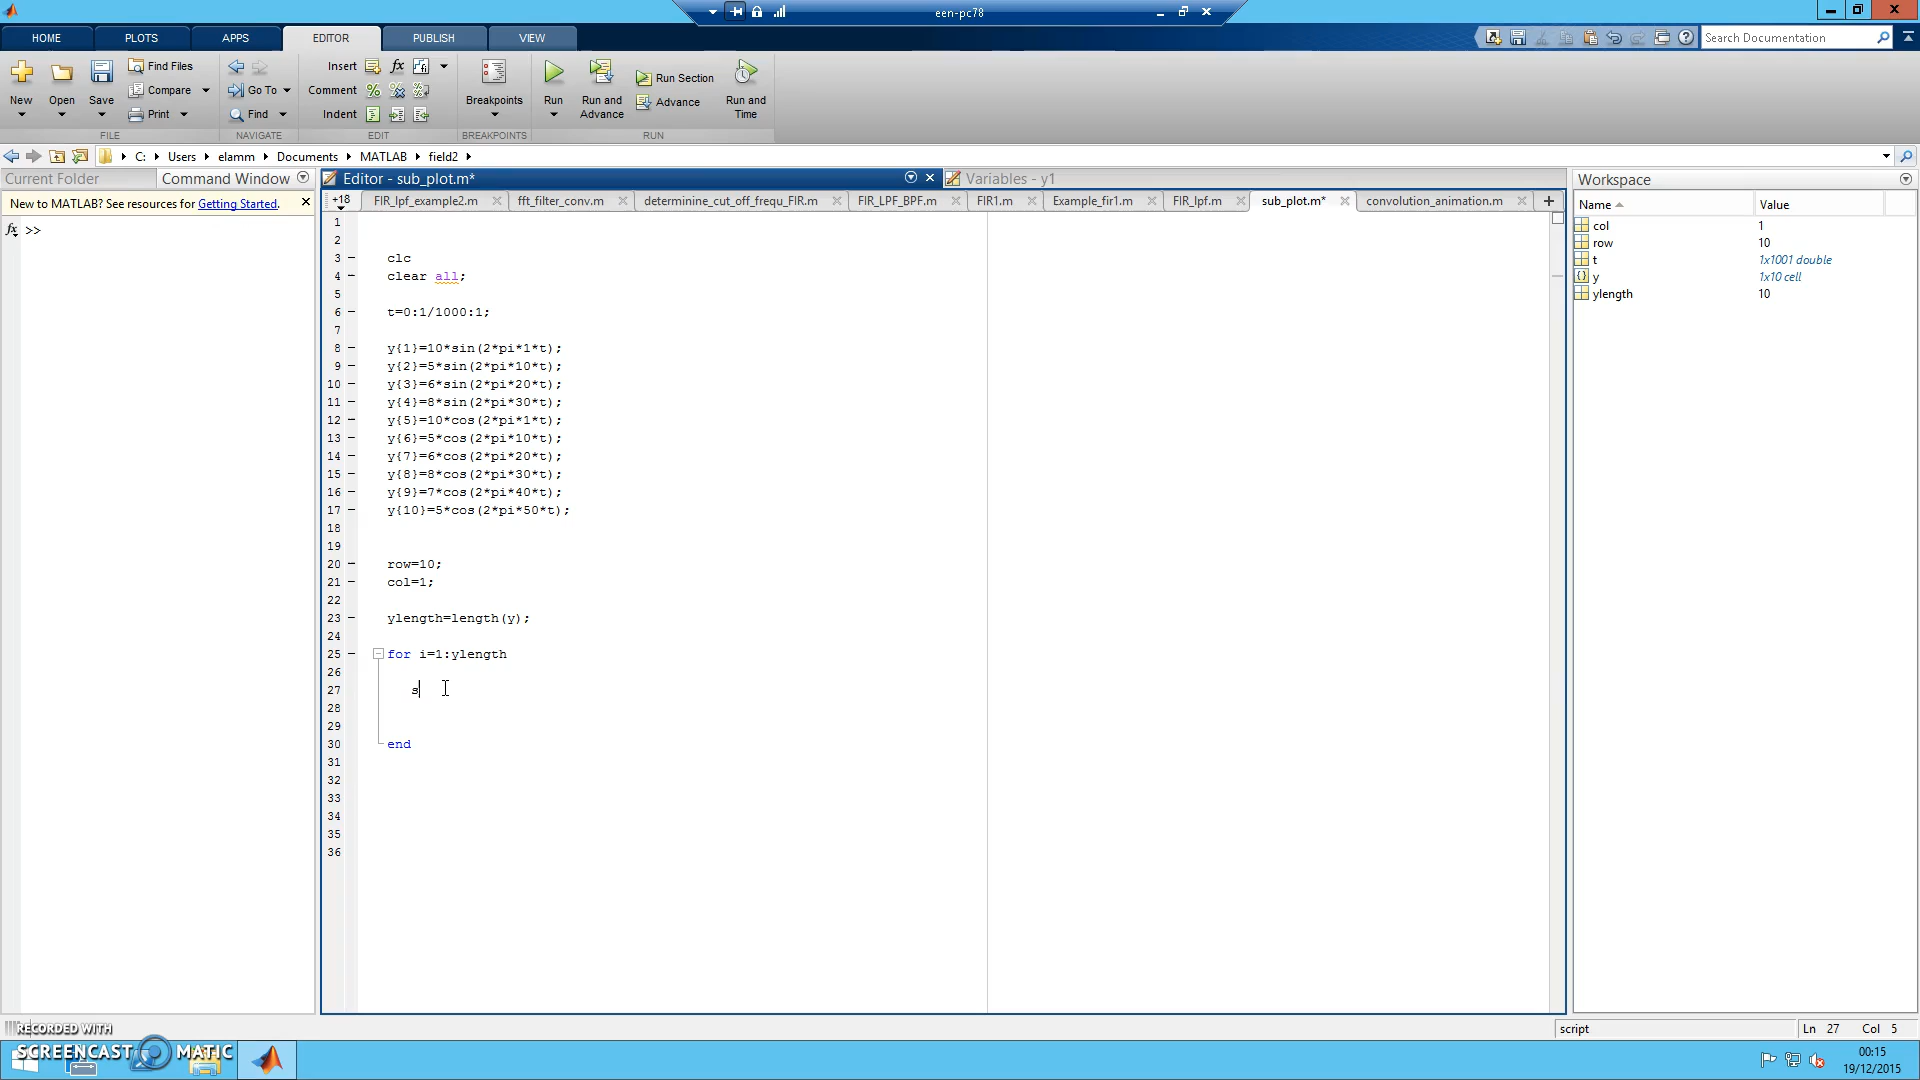 een-pc78
HOME PLOTS APPS EDITOR PUBLISH VIEW Search Documentation
New Open Save Find Files Compare Print
Go To Find
Insert fx
Comment
Indent
Breakpoints
Run Run and Advance Run Section Advance Run and Time
FILE NAVIGATE EDIT BREAKPOINTS RUN
C: Users elamm Documents MATLAB field2
Current Folder Command Window
New to MATLAB? See resources for Getting Started.
fx >>
Editor - sub_plot.m*
Variables - y1
+18 FIR_lpf_example2.m fft_filter_conv.m determinine_cut_off_frequ_FIR.m FIR_LPF_BPF.m FIR1.m Example_fir1.m FIR_lpf.m sub_plot.m* convolution_animation.m
1
2
3 clc
4 clear all;
5
6 t=0:1/1000:1;
7
8 y{1}=10*sin(2*pi*1*t);
9 y{2}=5*sin(2*pi*10*t);
10 y{3}=6*sin(2*pi*20*t);
11 y{4}=8*sin(2*pi*30*t);
12 y{5}=10*cos(2*pi*1*t);
13 y{6}=5*cos(2*pi*10*t);
14 y{7}=6*cos(2*pi*20*t);
15 y{8}=8*cos(2*pi*30*t);
16 y{9}=7*cos(2*pi*40*t);
17 y{10}=5*cos(2*pi*50*t);
18
19
20 row=10;
21 col=1;
22
23 ylength=length(y);
24
25 for i=1:ylength
26
27 s
28
29
30 end
31
32
33
34
35
36
Workspace
Name Value
col 1
row 10
t 1x1001 double
y 1x10 cell
ylength 10
script Ln 27 Col 5
RECORDED WITH
SCREENCAST MATIC
00:15
19/12/2015